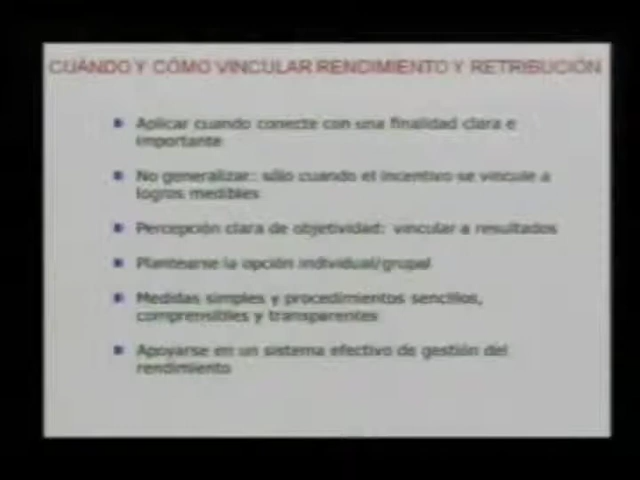 CUÁNDO Y CÓMO VINCULAR RENDIMIENTO Y RETRIBUCIÓN
Aplicar cuando conecte con una finalidad clara e
importante
No generalizar: sólo cuando el incentivo se vincule a
logros medibles
Percepción clara de objetividad: vincular a resultados
Plantearse la opción individual/grupal
Medidas simples y procedimientos sencillos,
comprensibles y transparentes
Apoyarse en un sistema efectivo de gestión del
rendimiento